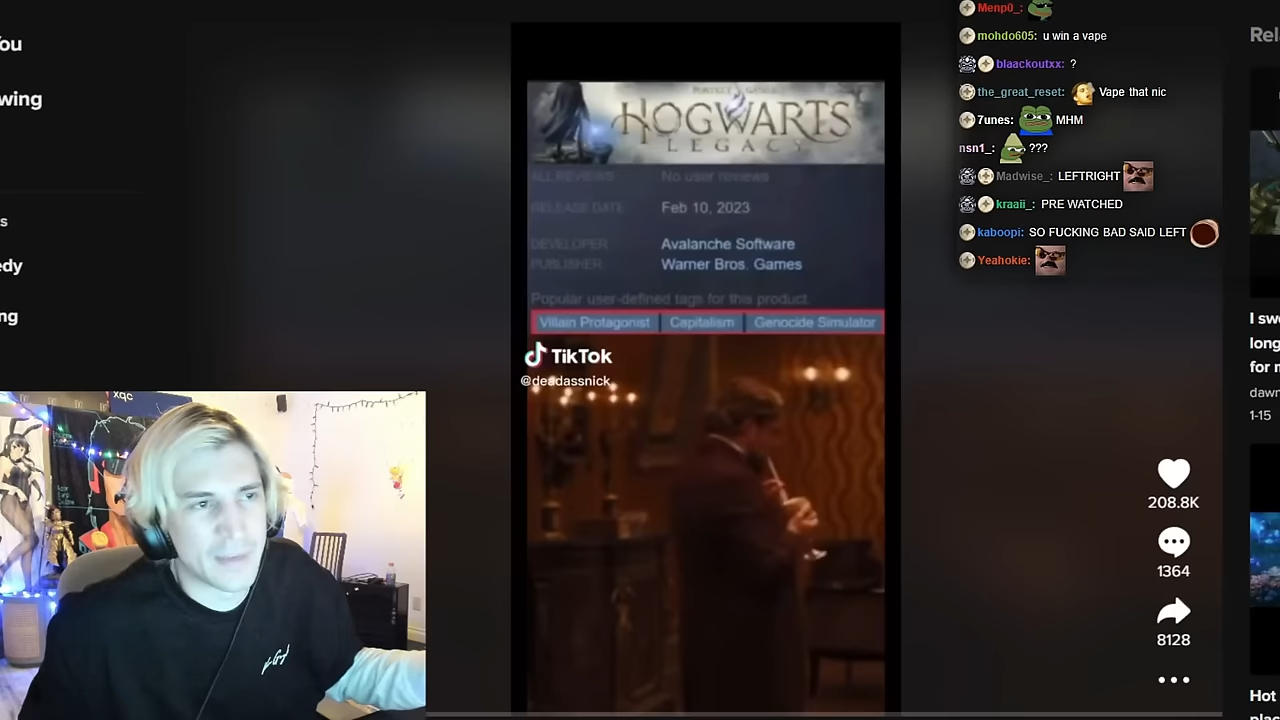 You
wing
s
edy
ng
HOGWARTS
LEGACY
ALL REVIEWS No user reviews
RELEASE DATE Feb 10, 2023
DEVELOPER Avalanche Software
PUBLISHER Warner Bros. Games
Popular user-defined tags for this product
Villain Protagonist Capitalism Genocide Simulator
TikTok
@deadassnick
xqc
Menp0_:
mohdo605: u win a vape
blaackoutxx: ?
the_great_reset: Vape that nic
7unes: MHM
nsn1_: ???
Madwise_: LEFTRIGHT
kraaii_: PRE WATCHED
kaboopi: SO FUCKING BAD SAID LEFT
Yeahokie:
208.8K
1364
8128
Rel
I swe
long
for m
dawn
1-15
Hot